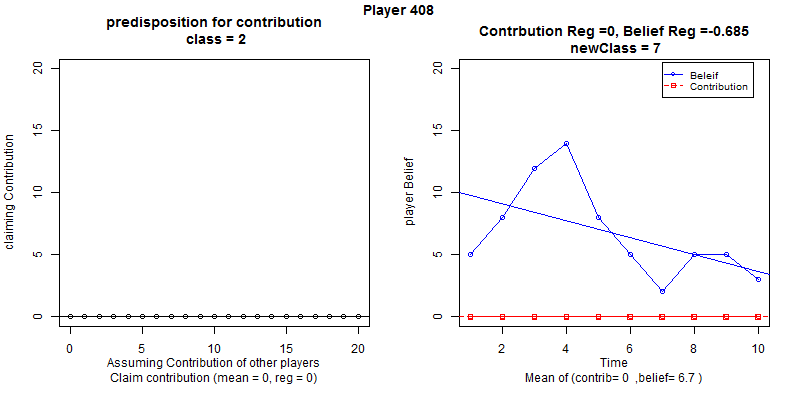 Player 408
predisposition for contribution
class = 2
claiming Contribution
20
15
10
5
0
0 5 10 15 20
Assuming Contribution of other players
Claim contribution (mean = 0, reg = 0)
Contrbution Reg =0, Belief Reg =-0.685
newClass = 7
Beleif
Contribution
player Belief
20
15
10
5
0
2 4 6 8 10
Time
Mean of (contrib= 0 ,belief= 6.7 )